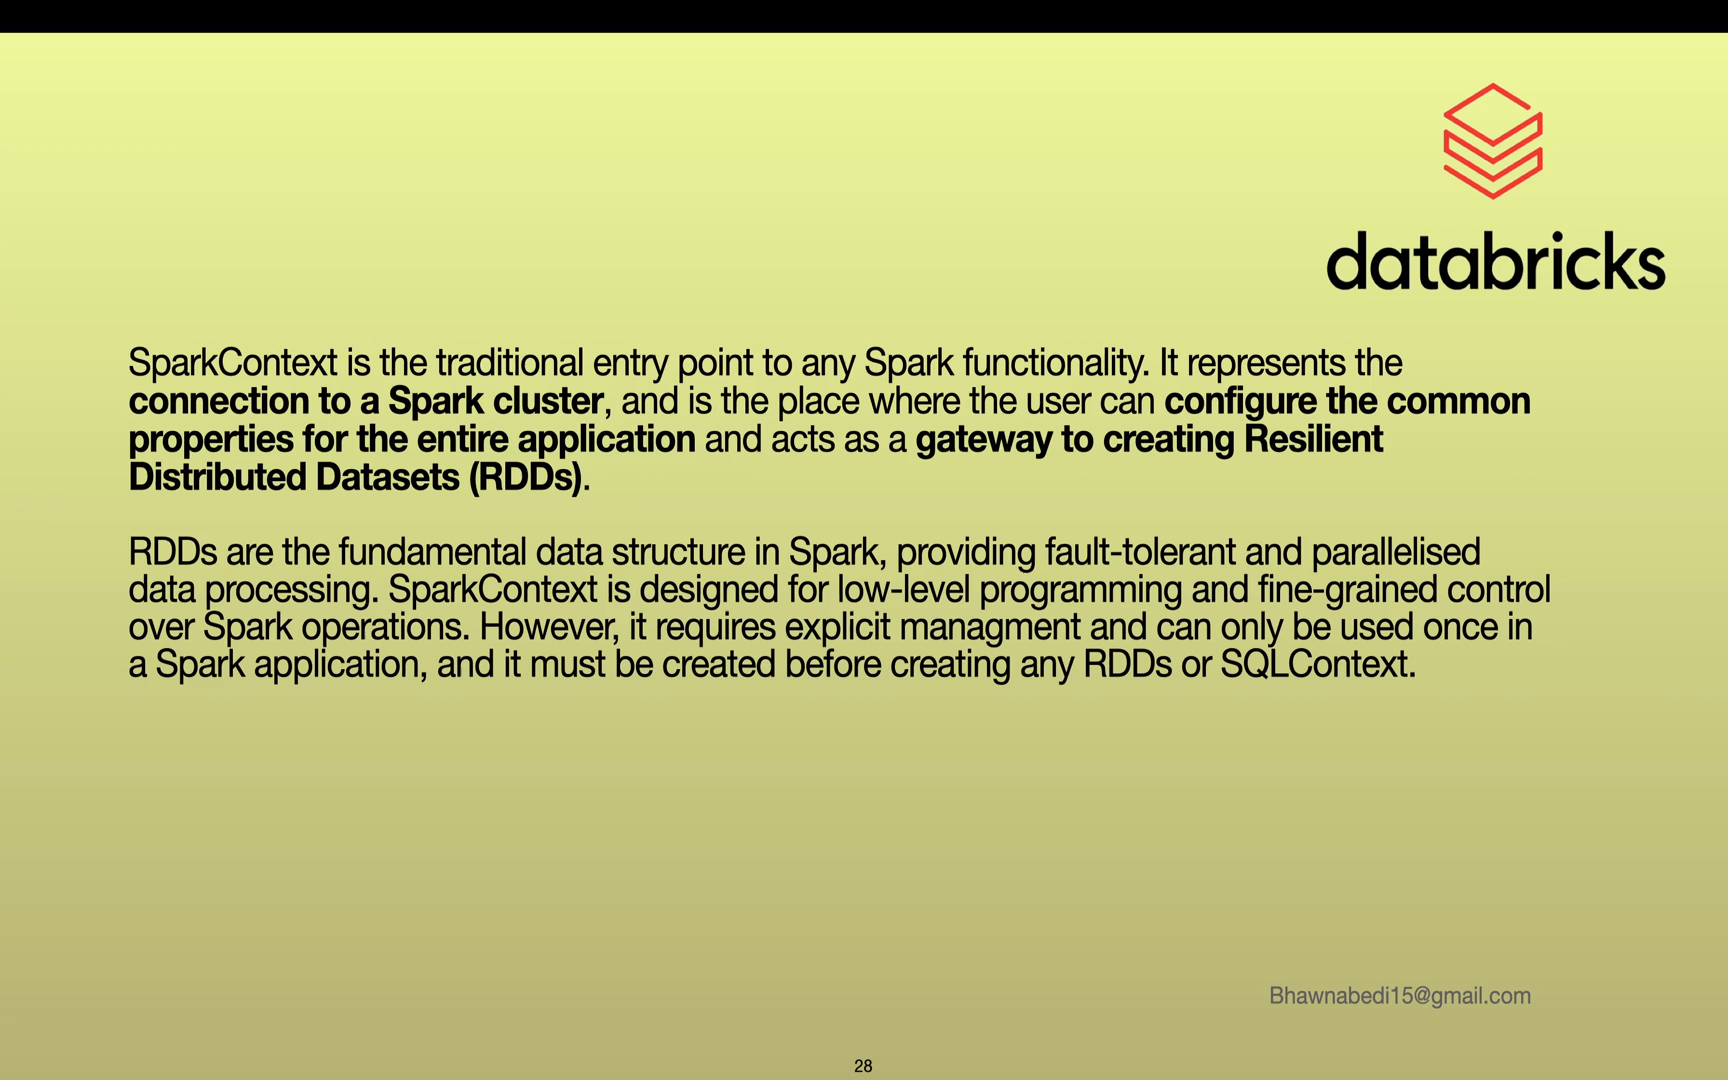 databricks
SparkContext is the traditional entry point to any Spark functionality. It represents the
connection to a Spark cluster, and is the place where the user can configure the common
properties for the entire application and acts as a gateway to creating Resilient
Distributed Datasets (RDDs).
RDDs are the fundamental data structure in Spark, providing fault-tolerant and parallelised
data processing. SparkContext is designed for low-level programming and fine-grained control
over Spark operations. However, it requires explicit managment and can only be used once in
a Spark application, and it must be created before creating any RDDs or SQLContext.
Bhawnabedi15@gmail.com
28